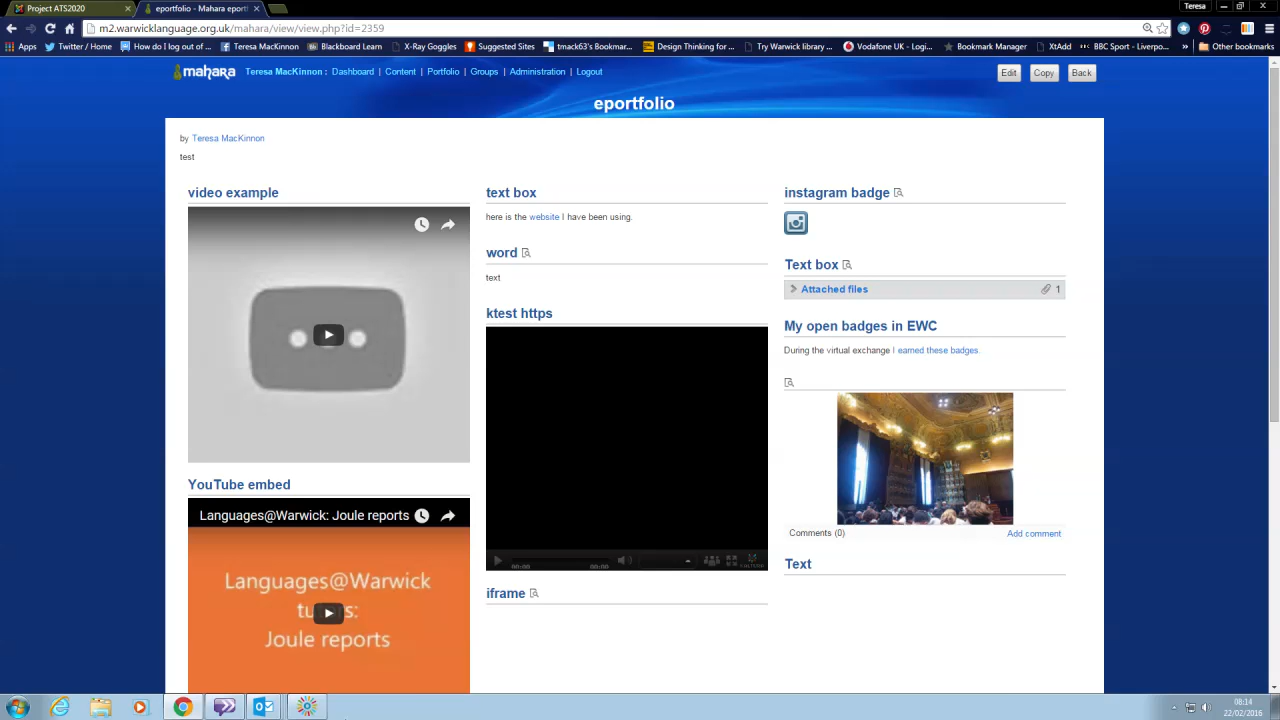 Teresa
Project ATS2020
eportfolio - Mahara eport
m2.warwicklanguage.org.uk/mahara/view/view.php?id=2359
Apps
Twitter / Home
How do I log out of ...
Teresa MacKinnon
Blackboard Learn
X-Ray Goggles
Suggested Sites
tmack63's Bookmar...
Design Thinking for ...
Try Warwick library ...
Vodafone UK - Logi...
Bookmark Manager
XtAdd
BBC Sport - Liverpo...
»
Other bookmarks
mahara
Teresa MacKinnon : Dashboard | Content | Portfolio | Groups | Administration | Logout
Edit
Copy
Back
eportfolio
by Teresa MacKinnon
test
video example
YouTube embed
Languages@Warwick: Joule reports
Languages@Warwick
Joule reports
text box
here is the website I have been using.
word
text
ktest https
00:00
00:00
iframe
instagram badge
Text box
Attached files
1
My open badges in EWC
During the virtual exchange I earned these badges.
Comments (0)
Add comment
Text
08:14
22/02/2016